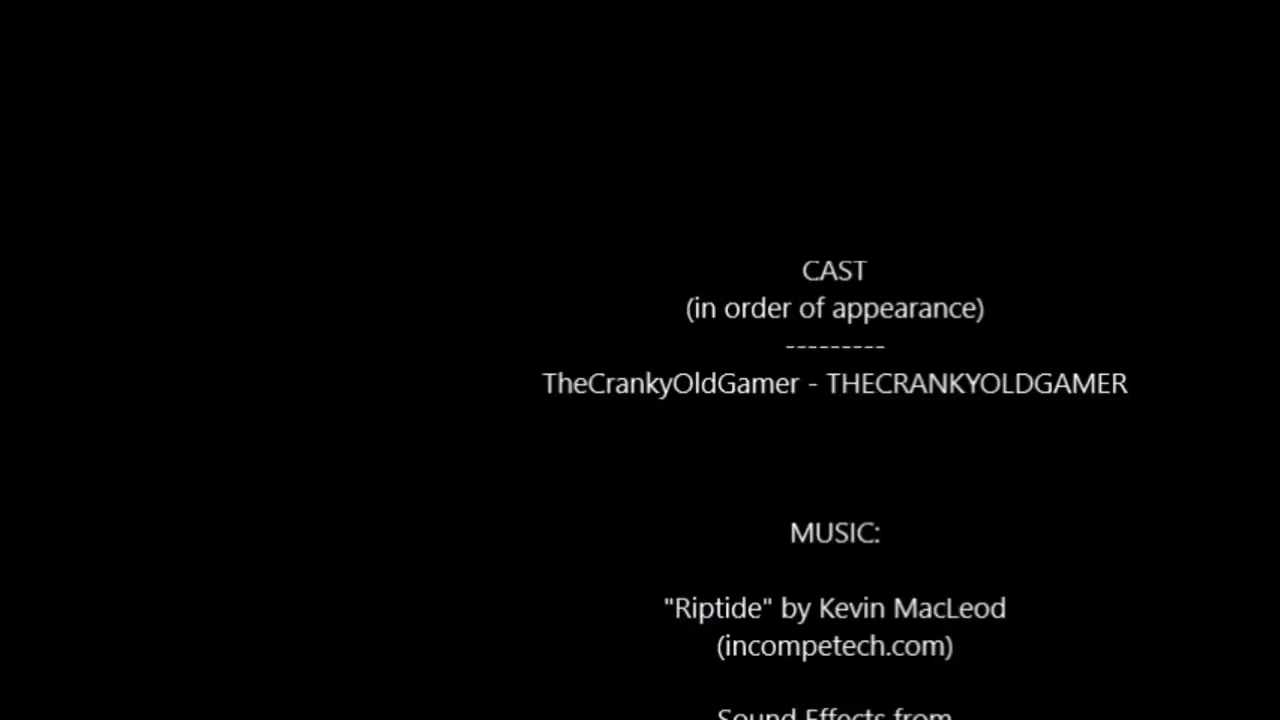 CAST
(in order of appearance)
---------
TheCrankyOldGamer - THECRANKYOLDGAMER
MUSIC:
"Riptide" by Kevin MacLeod
(incompetech.com)
Sound Effects from